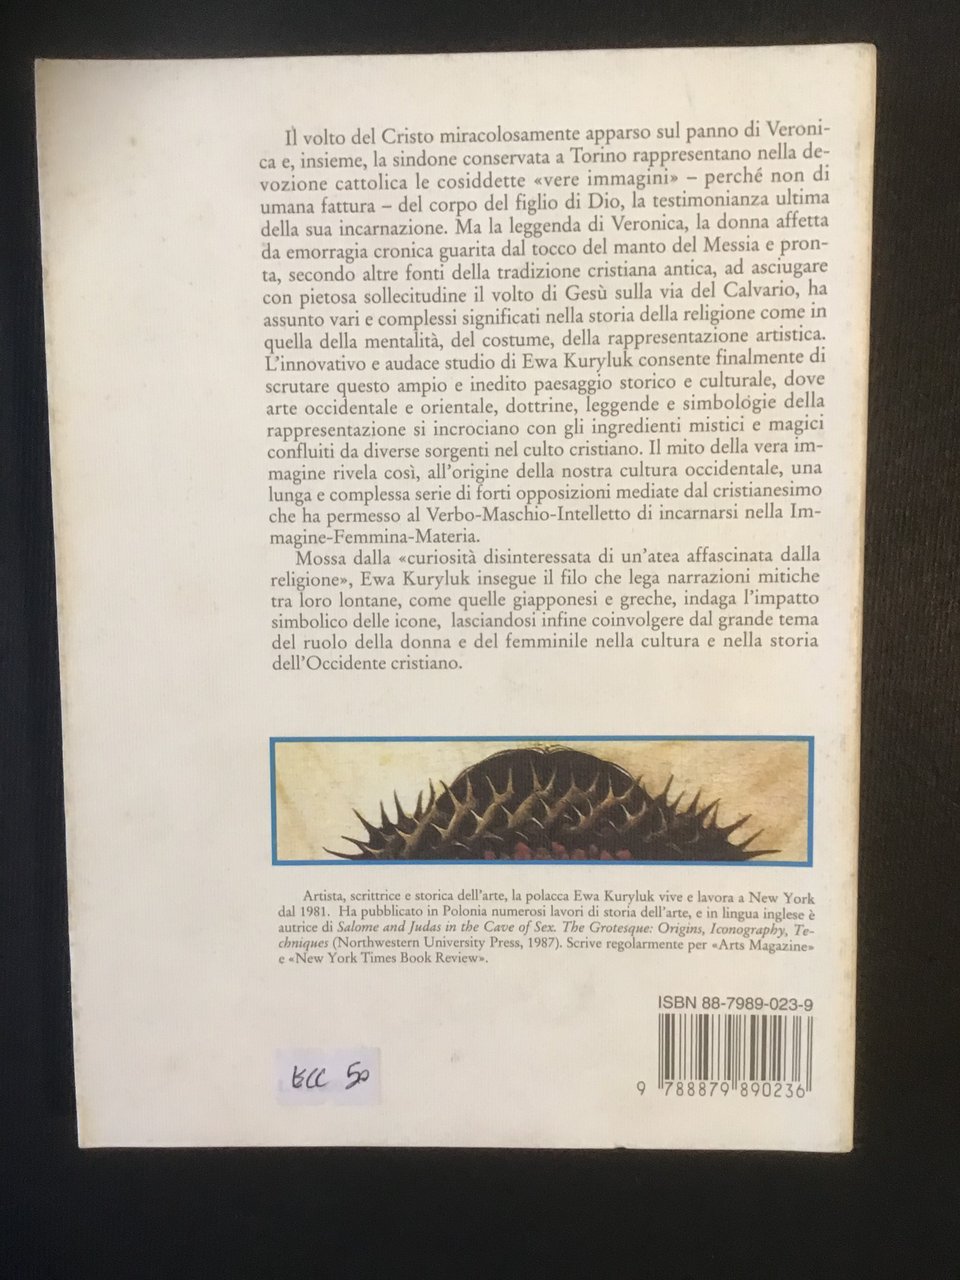 Il volto del Cristo miracolosamente apparso sul panno di Veroni-
ca e, insieme, la sindone conservata a Torino rappresentano nella de-
vozione cattolica le cosiddette «vere immagini» – perché non di
umana fattura – del corpo del figlio di Dio, la testimonianza ultima
della sua incarnazione. Ma la leggenda di Veronica, la donna affetta
da emorragia cronica guarita dal tocco del manto del Messia e pron-
ta, secondo altre fonti della tradizione cristiana antica, ad asciugare
con pietosa sollecitudine il volto di Gesù sulla via del Calvario, ha
assunto vari e complessi significati nella storia della religione come in
quella della mentalità, del costume, della rappresentazione artistica.
L'innovativo e audace studio di Ewa Kuryluk consente finalmente di
scrutare questo ampio e inedito paesaggio storico e culturale, dove
arte occidentale e orientale, dottrine, leggende e simbologie della
rappresentazione si incrociano con gli ingredienti mistici e magici
confluiti da diverse sorgenti nel culto cristiano. Il mito della vera im-
magine rivela così, all'origine della nostra cultura occidentale, una
lunga e complessa serie di forti opposizioni mediate dal cristianesimo
che ha permesso al Verbo-Maschio-Intelletto di incarnarsi nella Im-
magine-Femmina-Materia.
Mossa dalla «curiosità disinteressata di un'atea affascinata dalla
religione», Ewa Kuryluk insegue il filo che lega narrazioni mitiche
tra loro lontane, come quelle giapponesi e greche, indaga l'impatto
simbolico delle icone, lasciandosi infine coinvolgere dal grande tema
del ruolo della donna e del femminile nella cultura e nella storia
dell'Occidente cristiano.
Artista, scrittrice e storica dell'arte, la polacca Ewa Kuryluk vive e lavora a New York
dal 1981. Ha pubblicato in Polonia numerosi lavori di storia dell'arte, e in lingua inglese è
autrice di Salome and Judas in the Cave of Sex. The Grotesque: Origins, Iconography, Te-
chniques (Northwestern University Press, 1987). Scrive regolarmente per «Arts Magazine»
e «New York Times Book Review».
ISBN 88-7989-023-9
9 788879 890236
ECC 50